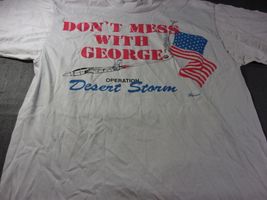 DON'T MESS
WITH
GEORGE!
OPERATION
Desert Storm